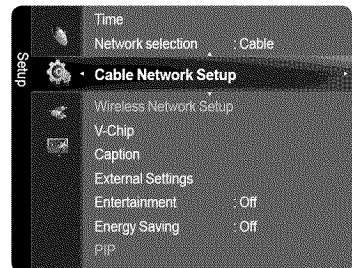 Setup
Time
Network selection : Cable
Cable Network Setup
Wireless Network Setup
V-Chip
Caption
External Settings
Entertainment : Off
Energy Saving : Off
PIP